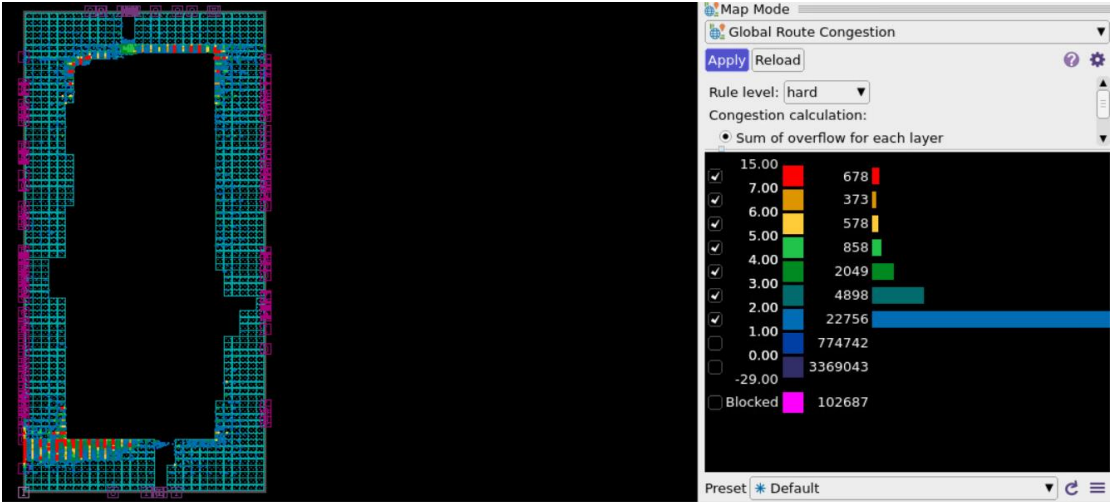 Map Mode
Global Route Congestion
Apply Reload
Rule level: hard
Congestion calculation:
Sum of overflow for each layer
15.00
678
7.00
373
6.00
578
5.00
858
4.00
2049
3.00
4898
2.00
22756
1.00
774742
0.00
3369043
-29.00
Blocked 102687
Preset Default